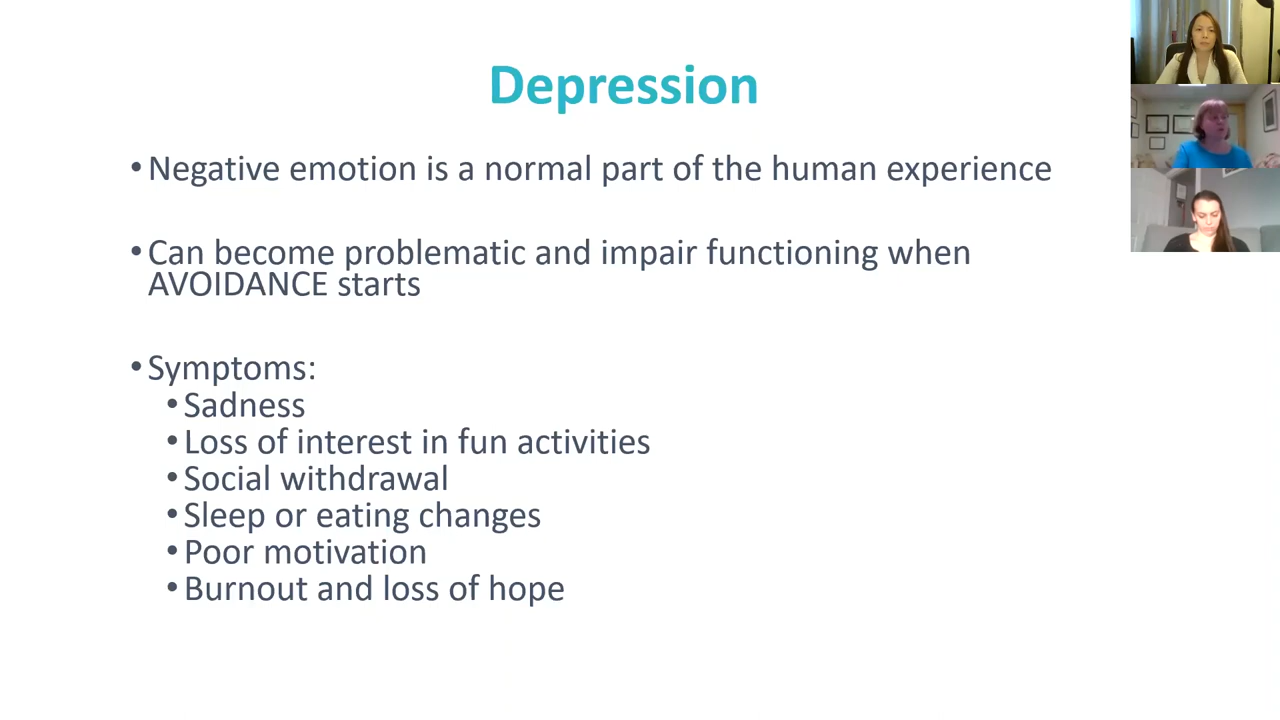 Depression
• Negative emotion is a normal part of the human experience
• Can become problematic and impair functioning when
AVOIDANCE starts
• Symptoms:
• Sadness
• Loss of interest in fun activities
• Social withdrawal
• Sleep or eating changes
• Poor motivation
• Burnout and loss of hope